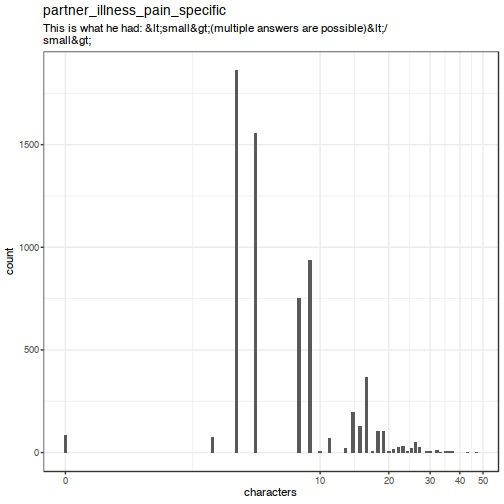 partner_illness_pain_specific
This is what he had: &lt;small&gt;(multiple answers are possible)&lt;/
small&gt;
1500
1000
500
0
count
0 10 20 30 40 50
characters